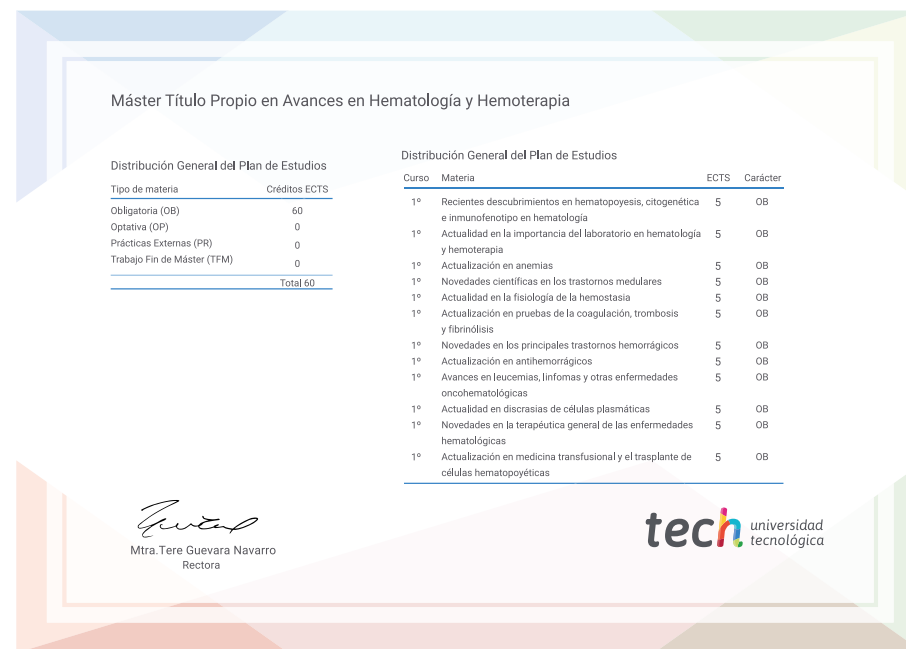 Máster Título Propio en Avances en Hematología y Hemoterapia
Distribución General del Plan de Estudios
Tipo de materia Créditos ECTS
Obligatoria (OB) 60
Optativa (OP) 0
Prácticas Externas (PR) 0
Trabajo Fin de Máster (TFM) 0
Total 60
Distribución General del Plan de Estudios
Curso Materia ECTS Carácter
1º Recientes descubrimientos en hematopoyesis, citogenética 5 OB
e inmunofenotipo en hematología
1º Actualidad en la importancia del laboratorio en hematología 5 OB
y hemoterapia
1º Actualización en anemias 5 OB
1º Novedades científicas en los trastornos medulares 5 OB
1º Actualidad en la fisiología de la hemostasia 5 OB
1º Actualización en pruebas de la coagulación, trombosis 5 OB
y fibrinólisis
1º Novedades en los principales trastornos hemorrágicos 5 OB
1º Actualización en antihemorrágicos 5 OB
1º Avances en leucemias, linfomas y otras enfermedades 5 OB
oncohematológicas
1º Actualidad en discrasias de células plasmáticas 5 OB
1º Novedades en la terapéutica general de las enfermedades 5 OB
hematológicas
1º Actualización en medicina transfusional y el trasplante de 5 OB
células hematopoyéticas
Mtra.Tere Guevara Navarro
Rectora
tech universidad
tecnológica